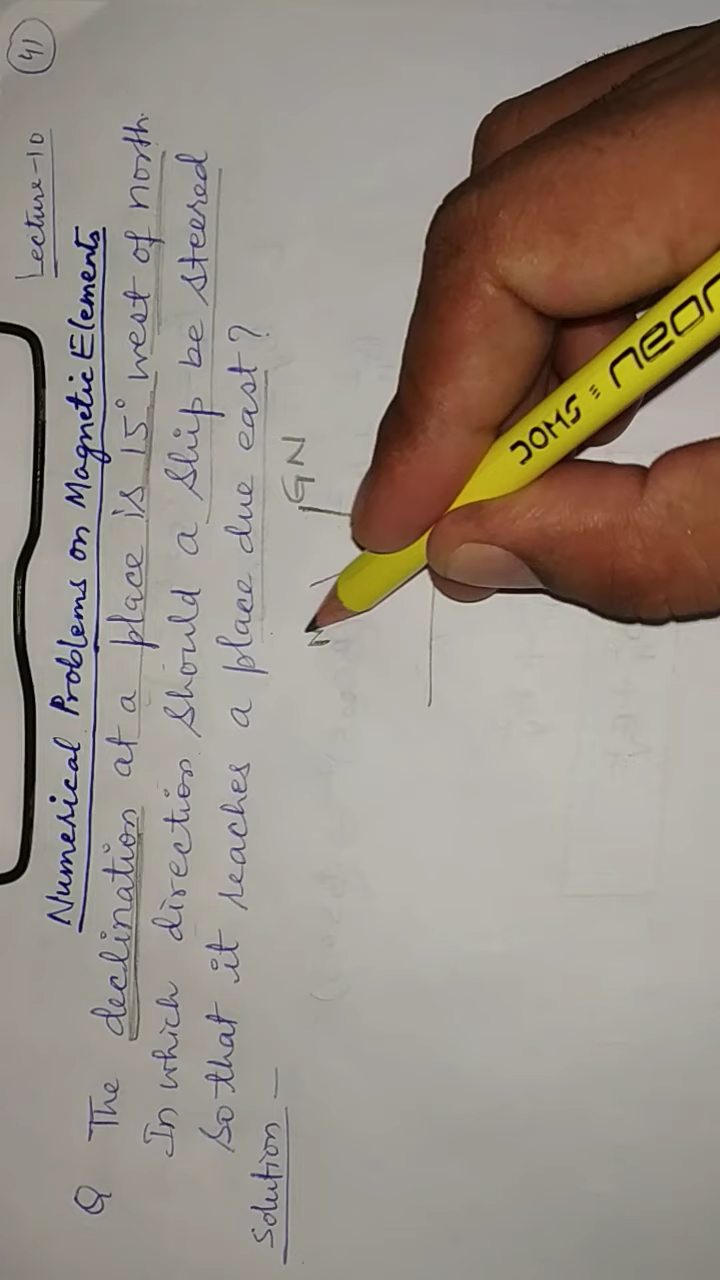 41
Lecture-10
Numerical Problems on Magnetic Elements
Q The declination at a place is 15° west of north.
In which direction should a ship be steered
so that it reaches a place due east?
Solution —
GN
DOMS : neon